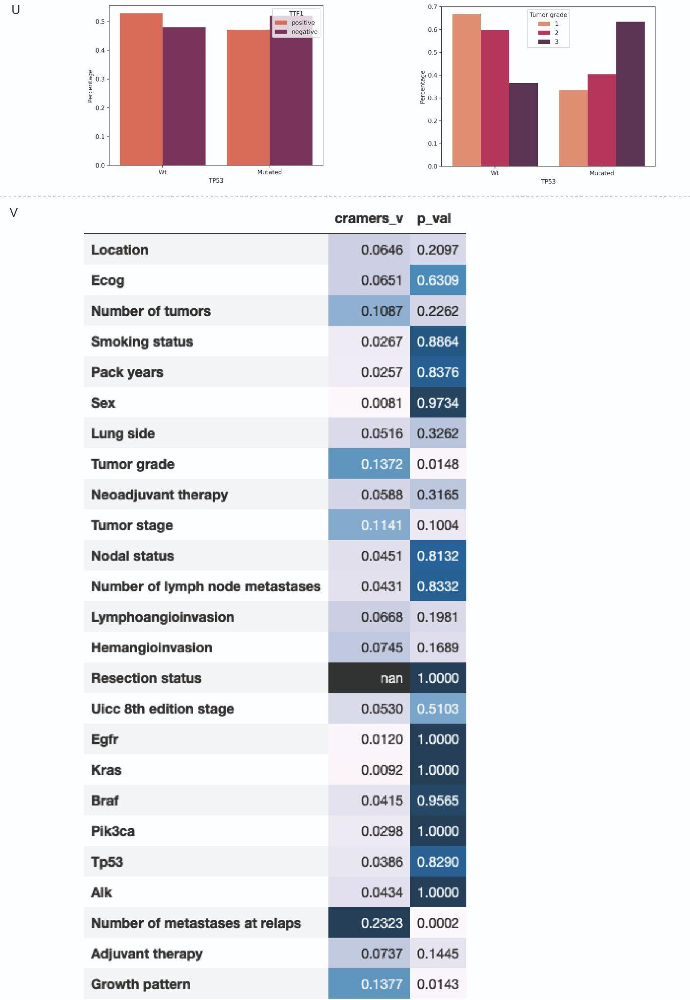 U
TTF1
positive
negative
0.5
0.4
0.3
0.2
0.1
0.0
Percentage
Wt
Mutated
TP53
Tumor grade
1
2
3
0.7
0.6
0.5
0.4
0.3
0.2
0.1
0.0
Percentage
Wt
Mutated
TP53
V
cramers_v p_val
Location 0.0646 0.2097
Ecog 0.0651 0.6309
Number of tumors 0.1087 0.2262
Smoking status 0.0267 0.8864
Pack years 0.0257 0.8376
Sex 0.0081 0.9734
Lung side 0.0516 0.3262
Tumor grade 0.1372 0.0148
Neoadjuvant therapy 0.0588 0.3165
Tumor stage 0.1141 0.1004
Nodal status 0.0451 0.8132
Number of lymph node metastases 0.0431 0.8332
Lymphoangioinvasion 0.0668 0.1981
Hemangioinvasion 0.0745 0.1689
Resection status nan 1.0000
Uicc 8th edition stage 0.0530 0.5103
Egfr 0.0120 1.0000
Kras 0.0092 1.0000
Braf 0.0415 0.9565
Pik3ca 0.0298 1.0000
Tp53 0.0386 0.8290
Alk 0.0434 1.0000
Number of metastases at relaps 0.2323 0.0002
Adjuvant therapy 0.0737 0.1445
Growth pattern 0.1377 0.0143